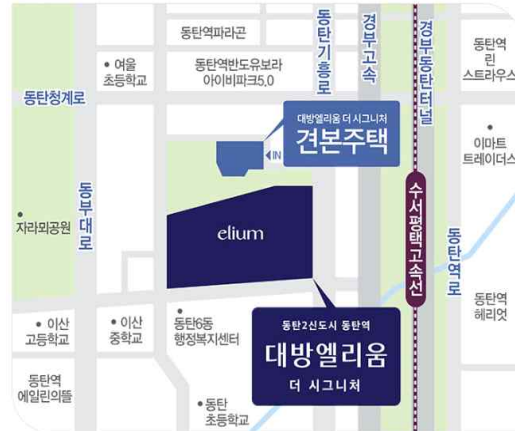 동탄역파라곤
여울
초등학교
동탄역반도유보라
아이비파크5.0
동탄기흥로
경부고속
경부동탄터널
동탄역
린
스트라우스
동탄청계로
대방엘리움 더 시그니처
견본주택
IN
이마트
트레이더스
동부대로
수서평택고속선
자라뫼공원
elium
동탄역로
이산
고등학교
이산
중학교
동탄6동
행정복지센터
동탄2신도시 동탄역
대방엘리움
더 시그니처
동탄역
헤리엇
동탄역
에일린의뜰
동탄
초등학교